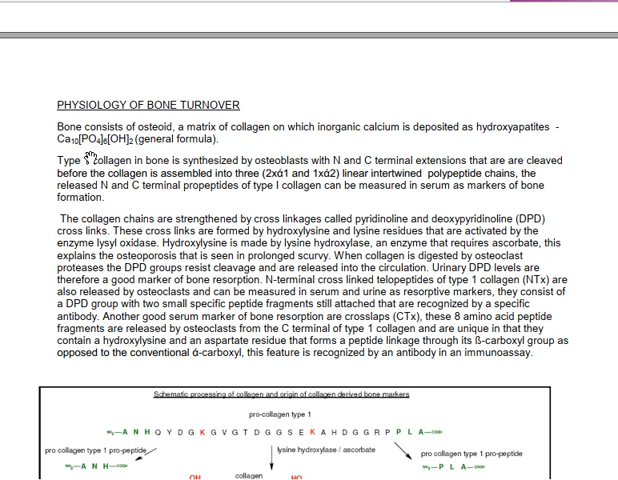 PHYSIOLOGY OF BONE TURNOVER
Bone consists of osteoid, a matrix of collagen on which inorganic calcium is deposited as hydroxyapatites -
Ca₁₀[PO₄]₆[OH]₂ (general formula).
Type collagen in bone is synthesized by osteoblasts with N and C terminal extensions that are are cleaved
before the collagen is assembled into three (2xά1 and 1xά2) linear intertwined polypeptide chains, the
released N and C terminal propeptides of type I collagen can be measured in serum as markers of bone
formation.
The collagen chains are strengthened by cross linkages called pyridinoline and deoxypyridinoline (DPD)
cross links. These cross links are formed by hydroxylysine and lysine residues that are activated by the
enzyme lysyl oxidase. Hydroxylysine is made by lysine hydroxylase, an enzyme that requires ascorbate, this
explains the osteoporosis that is seen in prolonged scurvy. When collagen is digested by osteoclast
proteases the DPD groups resist cleavage and are released into the circulation. Urinary DPD levels are
therefore a good marker of bone resorption. N-terminal cross linked telopeptides of type 1 collagen (NTx) are
also released by osteoclasts and can be measured in serum and urine as resorptive markers, they consist of
a DPD group with two small specific peptide fragments still attached that are recognized by a specific
antibody. Another good serum marker of bone resorption are crosslaps (CTx), these 8 amino acid peptide
fragments are released by osteoclasts from the C terminal of type 1 collagen and are unique in that they
contain a hydroxylysine and an aspartate residue that forms a peptide linkage through its ß-carboxyl group as
opposed to the conventional ά-carboxyl, this feature is recognized by an antibody in an immunoassay.
Schematic processing of collagen and origin of collagen derived bone markers
pro-collagen type 1
NH₂—A N H Q Y D G K G V G T D G G S E K A H D G G R P P L A—COOH
pro collagen type 1 pro-peptide
lysine hydroxylase / ascorbate
pro collagen type 1 pro-peptide
NH₂—A N H—COOH
NH₂—P L A—COOH
OH collagen HO